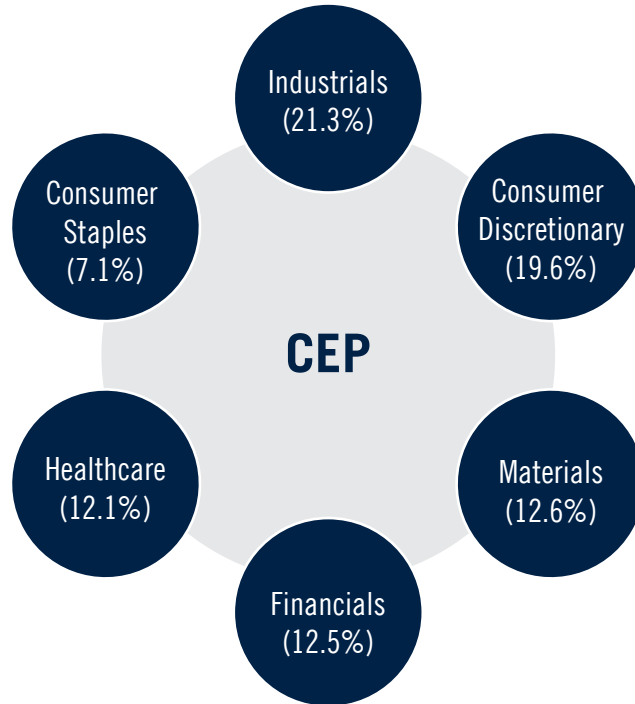 Industrials
(21.3%)
Consumer
Discretionary
(19.6%)
Materials
(12.6%)
Financials
(12.5%)
Healthcare
(12.1%)
Consumer
Staples
(7.1%)
CEP